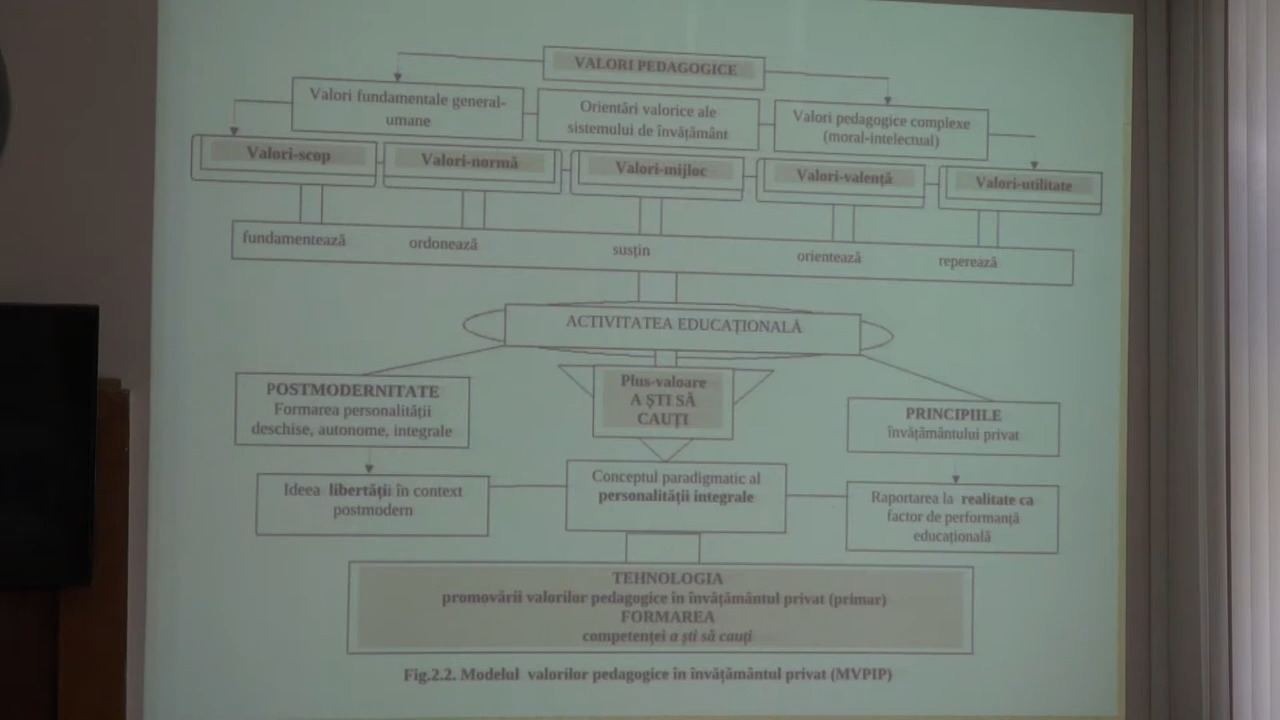 VALORI PEDAGOGICE
Valori fundamentale general-
umane
Orientări valorice ale
sistemului de învățământ
Valori pedagogice complexe
(moral-intelectual)
Valori-scop
Valori-normă
Valori-mijloc
Valori-valență
Valori-utilitate
fundamentează
ordonează
susțin
orientează
reperează
ACTIVITATEA EDUCAȚIONALĂ
POSTMODERNITATE
Formarea personalității
deschise, autonome, integrale
Plus-valoare
A ȘTI SĂ
CAUȚI
PRINCIPIILE
învățământului privat
Ideea libertății în context
postmodern
Conceptul paradigmatic al
personalității integrale
Raportarea la realitate ca
factor de performanță
educațională
TEHNOLOGIA
promovării valorilor pedagogice în învățământul privat (primar)
FORMAREA
competenței a ști să cauți
Fig.2.2. Modelul valorilor pedagogice în învățământul privat (MVPIP)